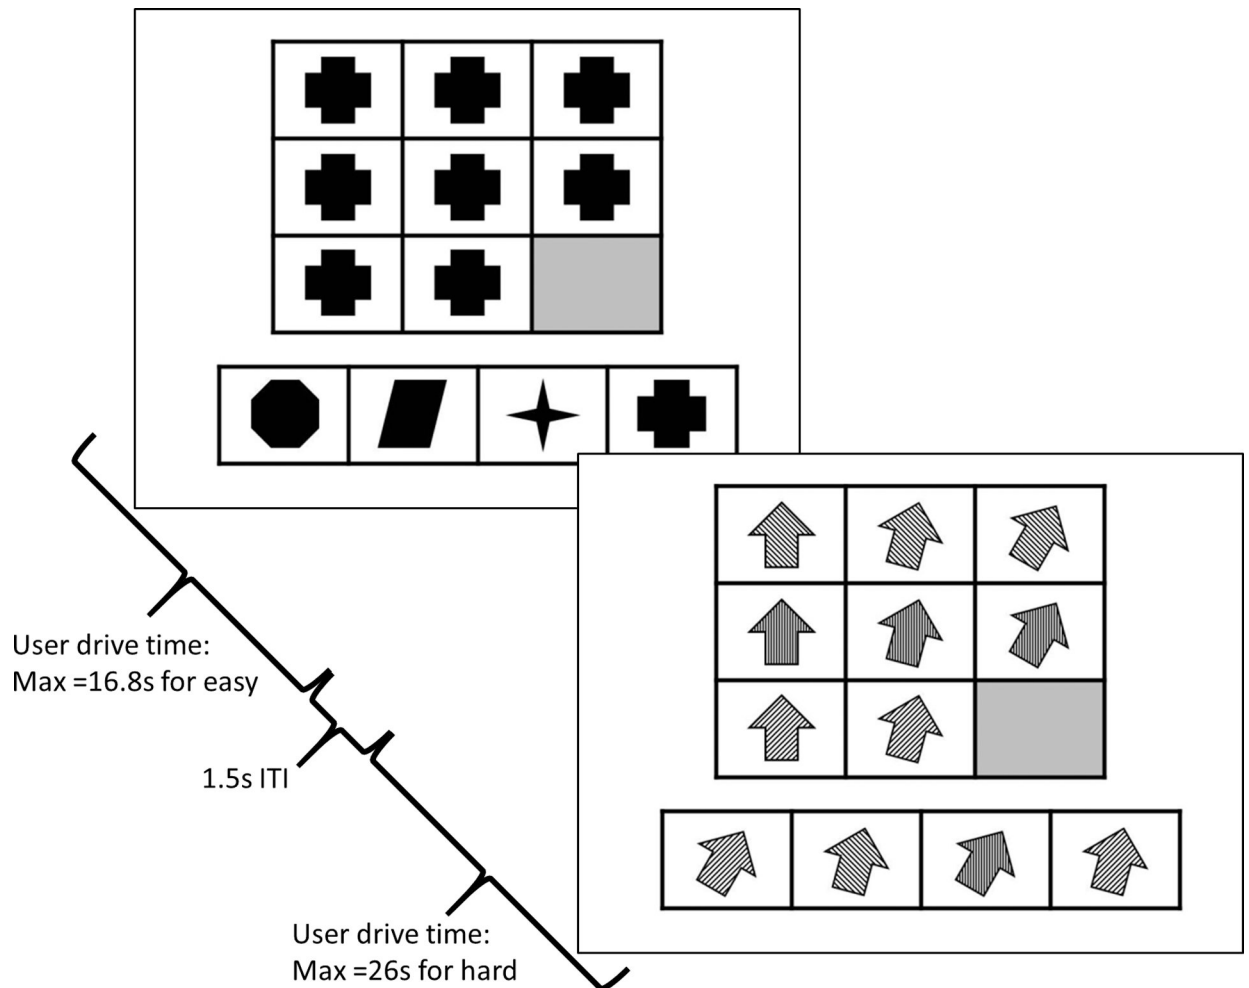 User drive time:
Max =16.8s for easy
1.5s ITI
User drive time:
Max =26s for hard